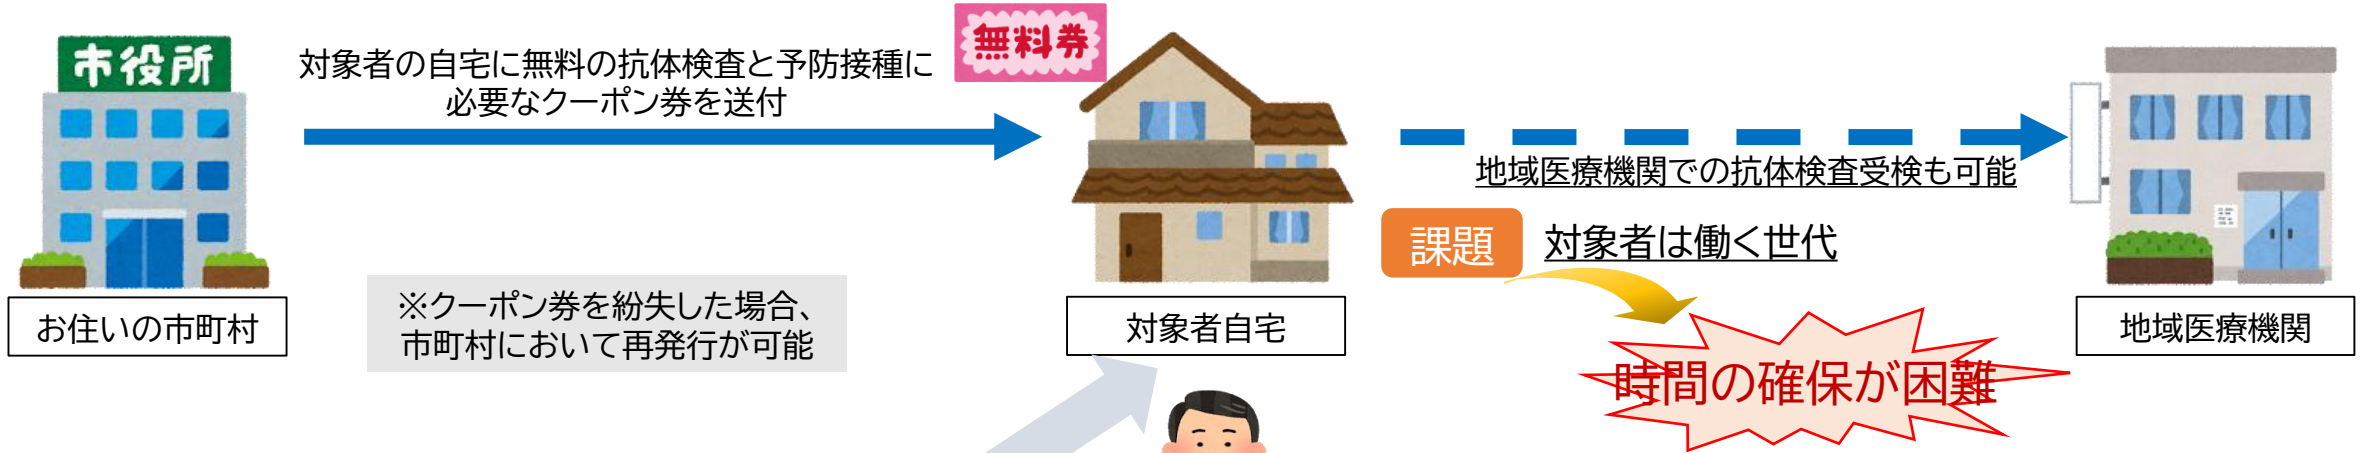 市役所
対象者の自宅に無料の抗体検査と予防接種に
必要なクーポン券を送付
無料券
地域医療機関での抗体検査受検も可能
課題
対象者は働く世代
お住いの市町村
※クーポン券を紛失した場合、
市町村において再発行が可能
対象者自宅
地域医療機関
時間の確保が困難